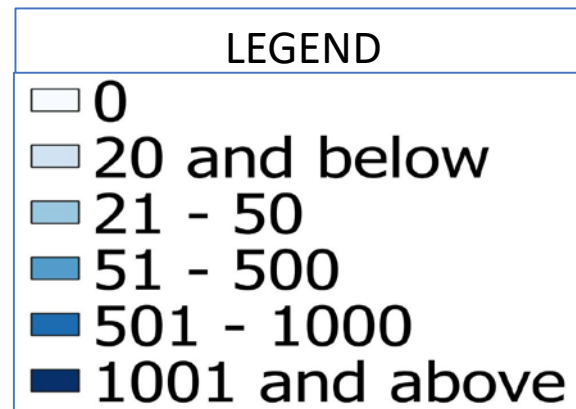 LEGEND
0
20 and below
21 - 50
51 - 500
501 - 1000
1001 and above